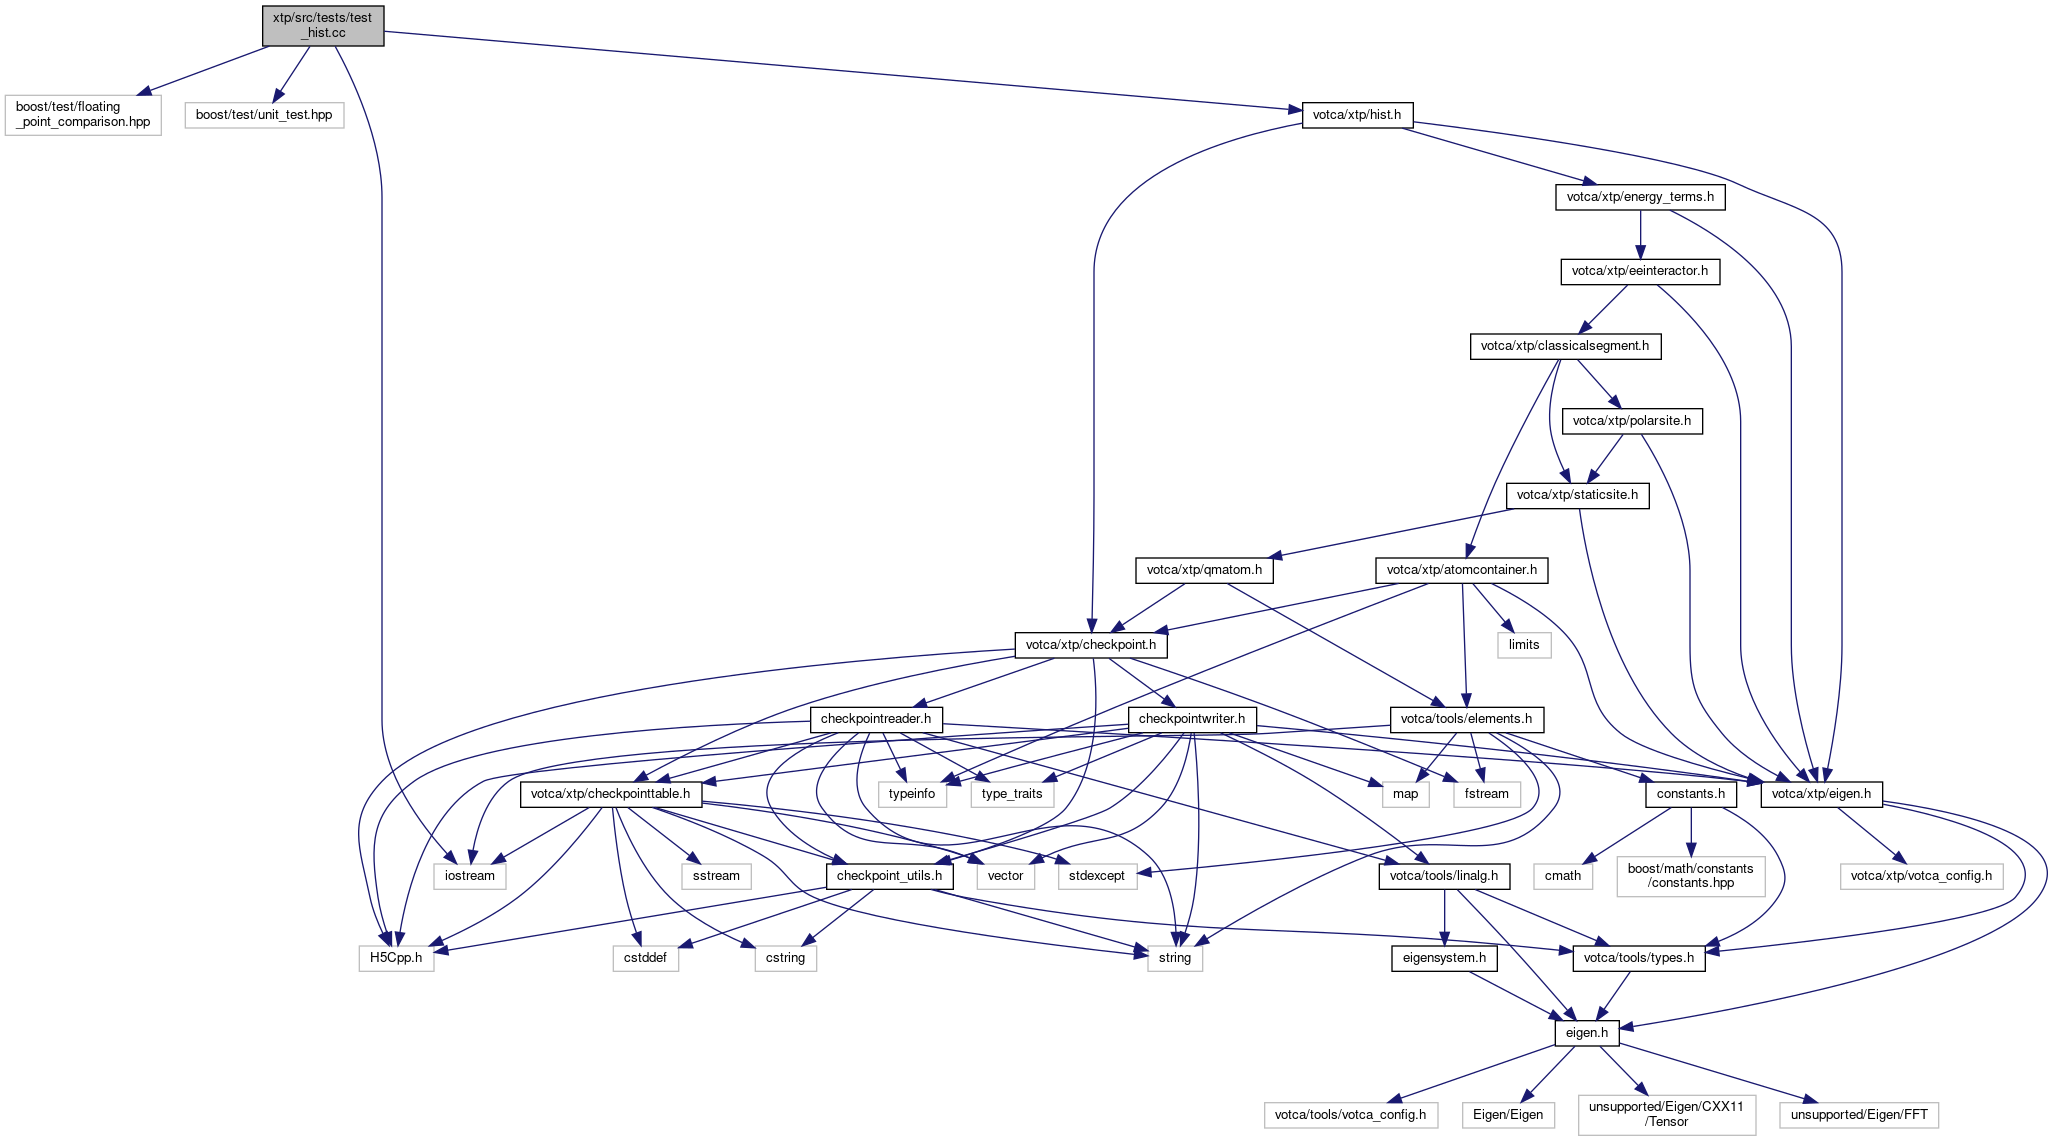 xtp/src/tests/test
_hist.cc
boost/test/floating
_point_comparison.hpp
boost/test/unit_test.hpp
votca/xtp/hist.h
votca/xtp/energy_terms.h
votca/xtp/eeinteractor.h
votca/xtp/classicalsegment.h
votca/xtp/polarsite.h
votca/xtp/staticsite.h
votca/xtp/qmatom.h
votca/xtp/atomcontainer.h
votca/xtp/checkpoint.h
limits
checkpointreader.h
checkpointwriter.h
votca/tools/elements.h
votca/xtp/checkpointtable.h
typeinfo
type_traits
map
fstream
constants.h
votca/xtp/eigen.h
iostream
sstream
checkpoint_utils.h
vector
stdexcept
votca/tools/linalg.h
cmath
boost/math/constants
/constants.hpp
votca/xtp/votca_config.h
H5Cpp.h
cstddef
cstring
string
eigensystem.h
votca/tools/types.h
eigen.h
votca/tools/votca_config.h
Eigen/Eigen
unsupported/Eigen/CXX11
/Tensor
unsupported/Eigen/FFT